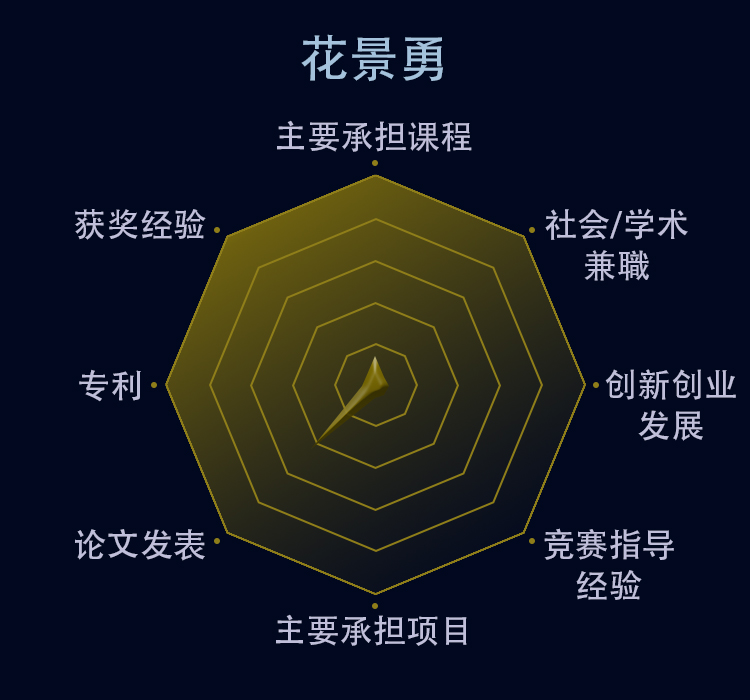 花景勇
主要承担课程
获奖经验
社会/学术
兼職
专利
创新创业
发展
论文发表
竞赛指导
经验
主要承担项目